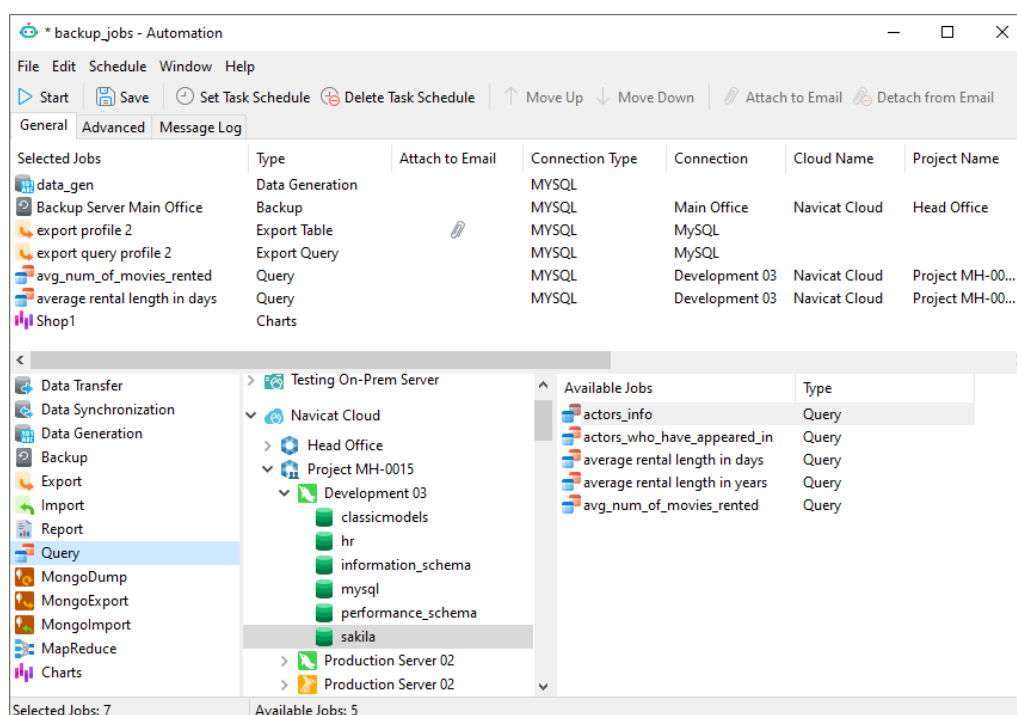 * backup_jobs - Automation
File Edit Schedule Window Help
Start Save Set Task Schedule Delete Task Schedule Move Up Move Down Attach to Email Detach from Email
General Advanced Message Log
Selected Jobs Type Attach to Email Connection Type Connection Cloud Name Project Name
data_gen Data Generation MYSQL
Backup Server Main Office Backup MYSQL Main Office Navicat Cloud Head Office
export profile 2 Export Table MYSQL MySQL
export query profile 2 Export Query MYSQL MySQL
avg_num_of_movies_rented Query MYSQL Development 03 Navicat Cloud Project MH-00...
average rental length in days Query MYSQL Development 03 Navicat Cloud Project MH-00...
Shop1 Charts
Data Transfer
Data Synchronization
Data Generation
Backup
Export
Import
Report
Query
MongoDump
MongoExport
MongoImport
MapReduce
Charts
Testing On-Prem Server
Navicat Cloud
Head Office
Project MH-0015
Development 03
classicmodels
hr
information_schema
mysql
performance_schema
sakila
Production Server 02
Production Server 02
Available Jobs Type
actors_info Query
actors_who_have_appeared_in Query
average rental length in days Query
average rental length in years Query
avg_num_of_movies_rented Query
Selected Jobs: 7 Available Jobs: 5